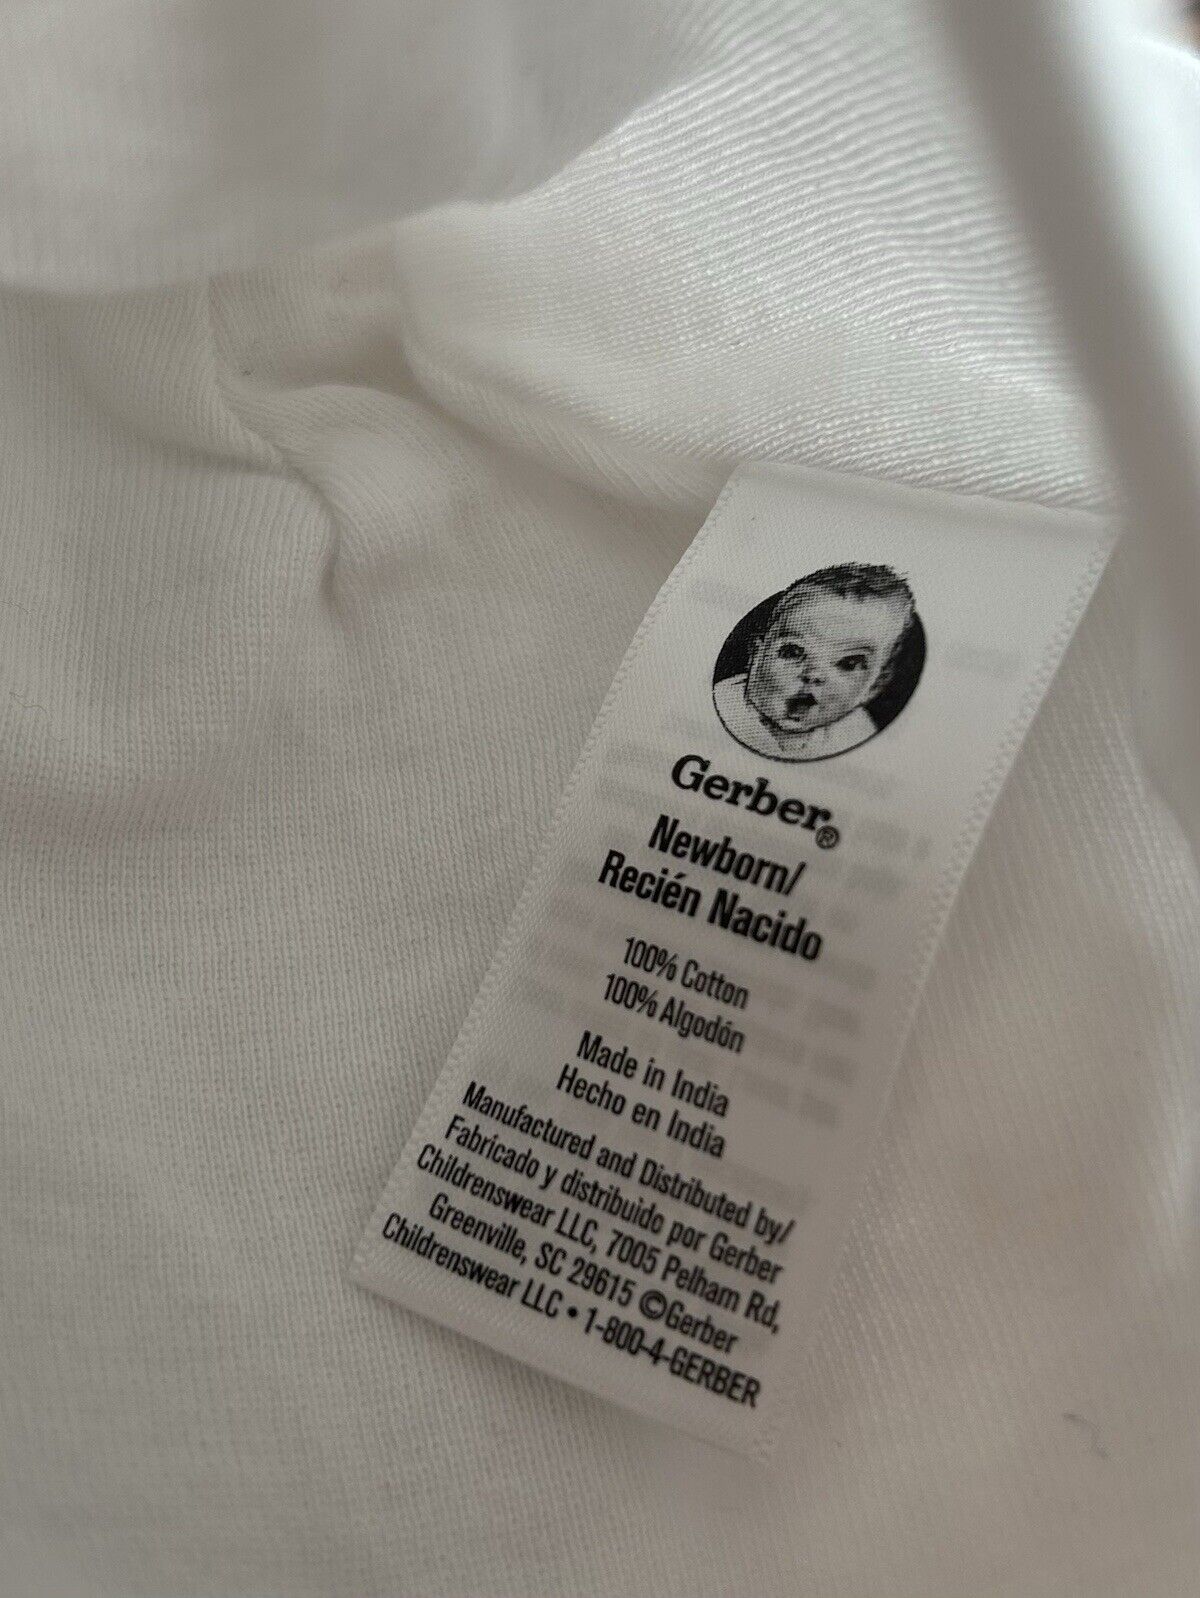 Gerber®
Newborn/
Recién Nacido
100% Cotton
100% Algodón
Made in India
Hecho en India
Manufactured and Distributed by/
Fabricado y distribuido por Gerber
Childrenswear LLC, 7005 Pelham Rd,
Greenville, SC 29615 ©Gerber
Childrenswear LLC • 1-800-4-GERBER